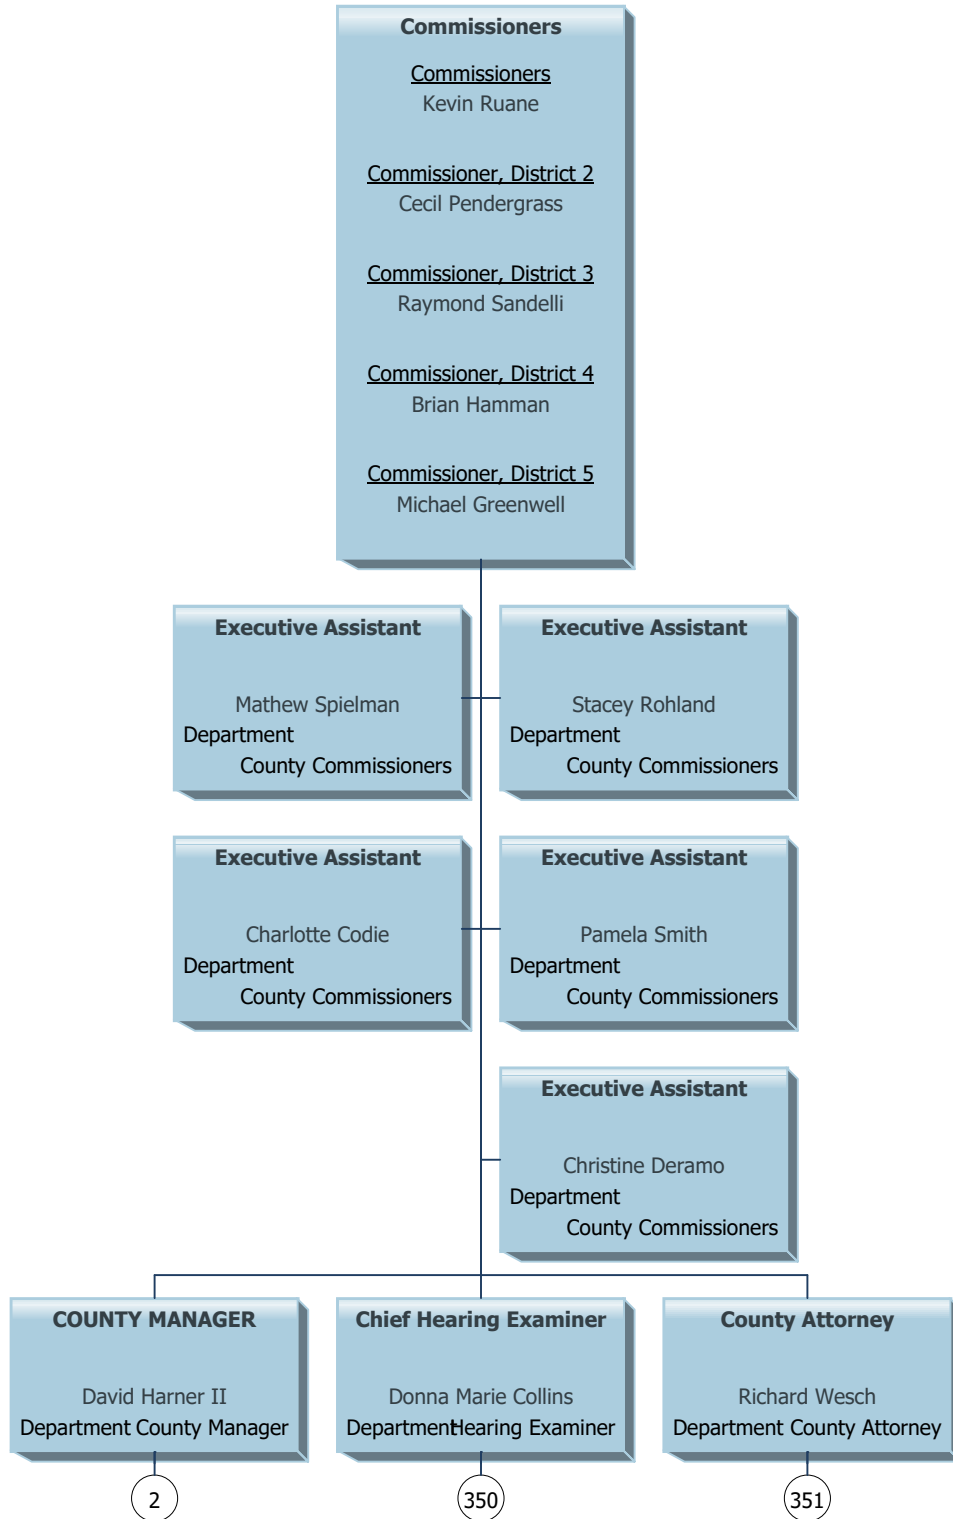 Commissioners
Commissioners
Kevin Ruane
Commissioner, District 2
Cecil Pendergrass
Commissioner, District 3
Raymond Sandelli
Commissioner, District 4
Brian Hamman
Commissioner, District 5
Michael Greenwell
Executive Assistant
Mathew Spielman
Department
County Commissioners
Executive Assistant
Stacey Rohland
Department
County Commissioners
Executive Assistant
Charlotte Codie
Department
County Commissioners
Executive Assistant
Pamela Smith
Department
County Commissioners
Executive Assistant
Christine Deramo
Department
County Commissioners
COUNTY MANAGER
David Harner II
Department County Manager
2
Chief Hearing Examiner
Donna Marie Collins
Department Hearing Examiner
350
County Attorney
Richard Wesch
Department County Attorney
351